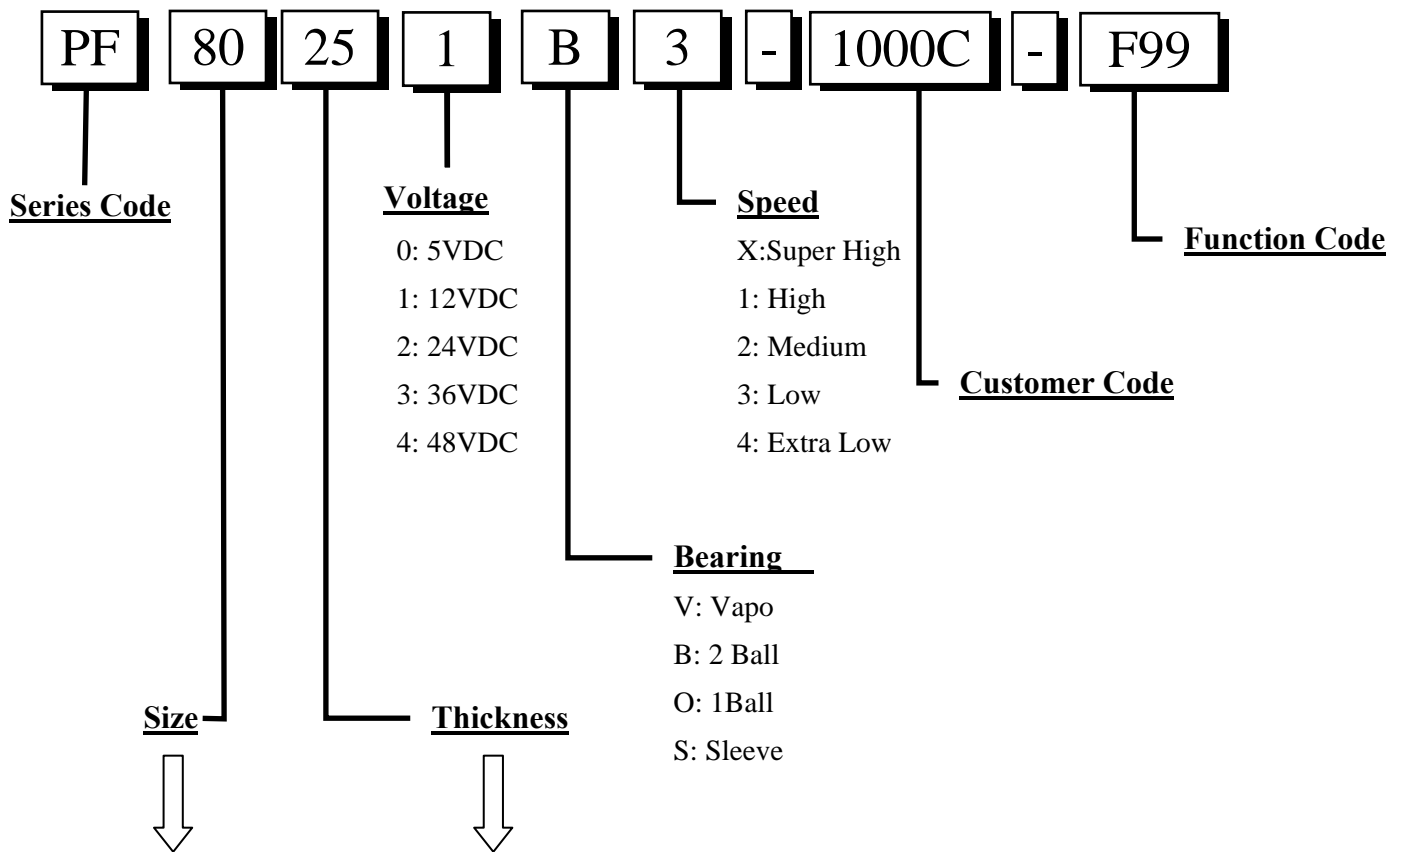 PF 80 25 1 B 3 - 1000C - F99
Series Code
Voltage
0: 5VDC
1: 12VDC
2: 24VDC
3: 36VDC
4: 48VDC
Speed
X:Super High
1: High
2: Medium
3: Low
4: Extra Low
Function Code
Customer Code
Bearing
V: Vapo
B: 2 Ball
O: 1Ball
S: Sleeve
Size
Thickness